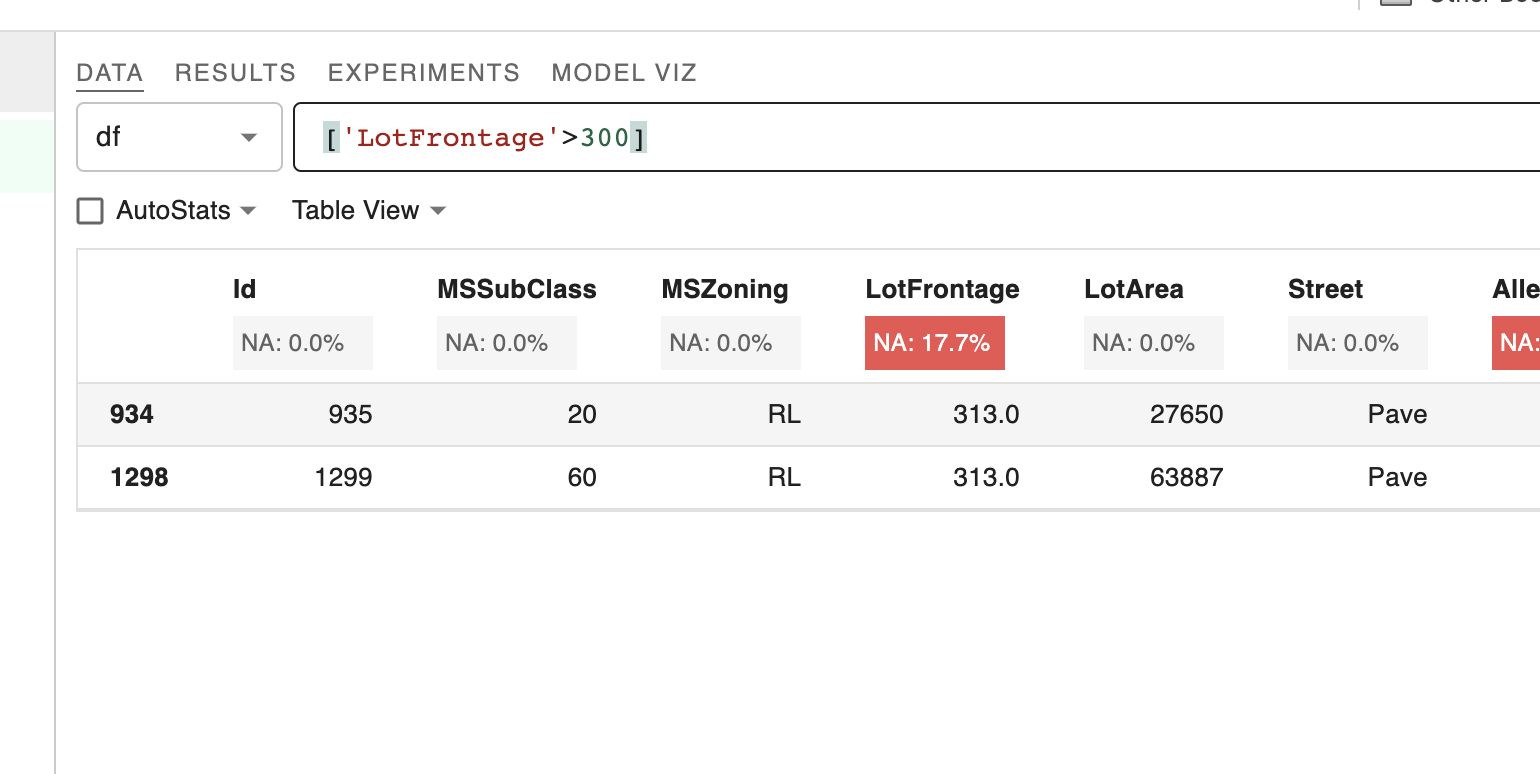 DATA RESULTS EXPERIMENTS MODEL VIZ
df ['LotFrontage'>300]
AutoStats Table View
Id MSSubClass MSZoning LotFrontage LotArea Street Alle
NA: 0.0% NA: 0.0% NA: 0.0% NA: 17.7% NA: 0.0% NA: 0.0% NA:
934 935 20 RL 313.0 27650 Pave
1298 1299 60 RL 313.0 63887 Pave